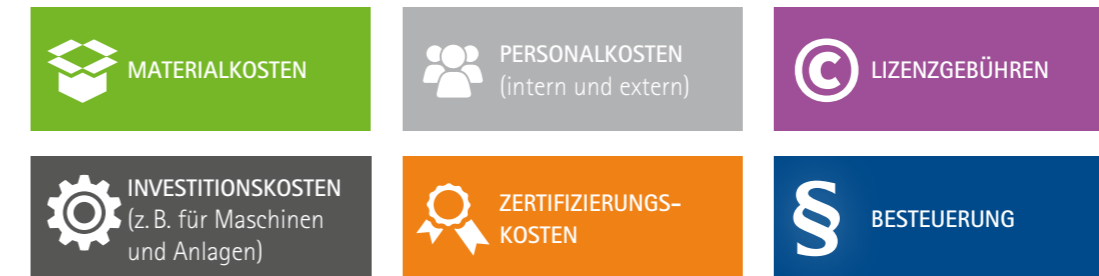 MATERIALKOSTEN
PERSONALKOSTEN
(intern und extern)
© LIZENZGEBÜHREN
INVESTITIONSKOSTEN
(z. B. für Maschinen
und Anlagen)
ZERTIFIZIERUNGS-
KOSTEN
§ BESTEUERUNG